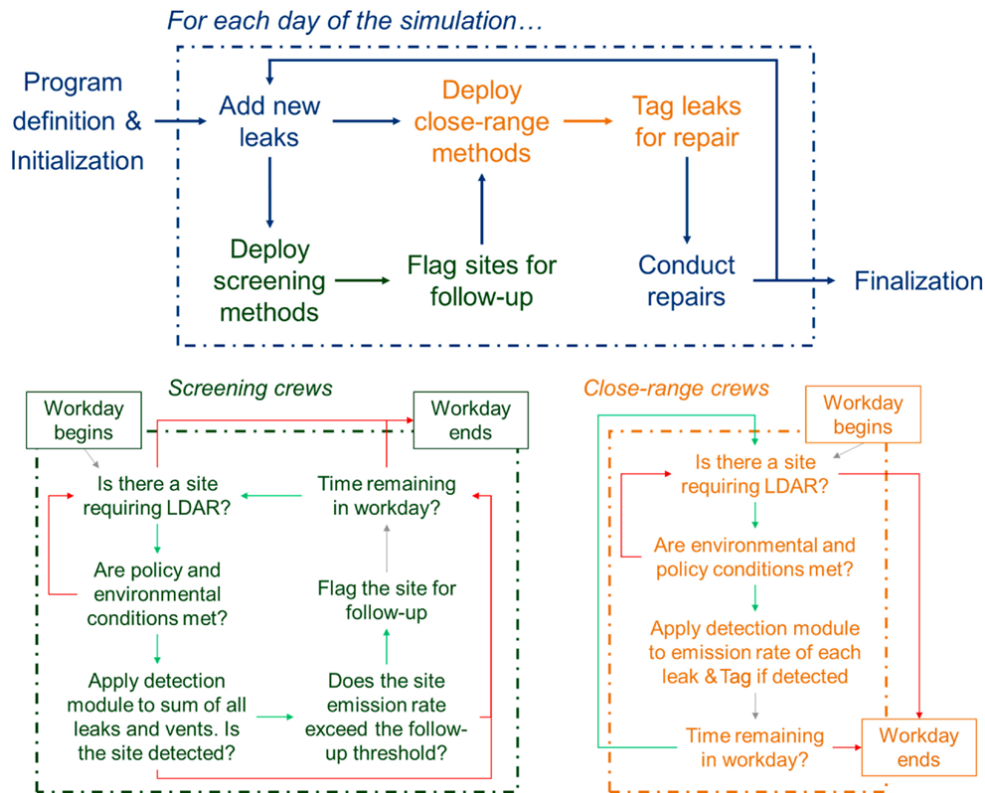 For each day of the simulation...
Program
definition &
Initialization
Add new
leaks
Deploy
close-range
methods
Tag leaks
for repair
Deploy
screening
methods
Flag sites for
follow-up
Conduct
repairs
Finalization
Screening crews
Workday
begins
Workday
ends
Is there a site
requiring LDAR?
Time remaining
in workday?
Are policy and
environmental
conditions met?
Flag the site for
follow-up
Apply detection
module to sum of all
leaks and vents. Is
the site detected?
Does the site
emission rate
exceed the follow-
up threshold?
Close-range crews
Workday
begins
Is there a site
requiring LDAR?
Are environmental and
policy conditions met?
Apply detection module
to emission rate of each
leak & Tag if detected
Time remaining
in workday?
Workday
ends